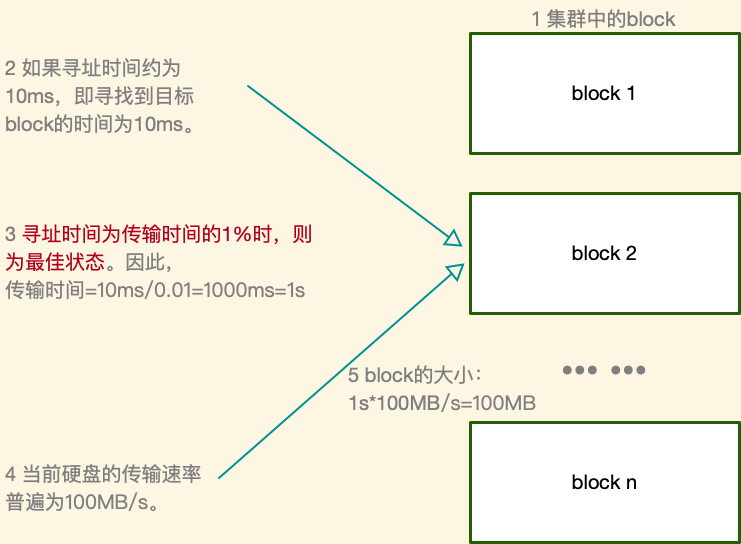 1 集群中的block
block 1
2 如果寻址时间约为
10ms，即寻找到目标
block的时间为10ms。
3 寻址时间为传输时间的1%时，则
为最佳状态。因此，
传输时间=10ms/0.01=1000ms=1s
block 2
•••  •••
5 block的大小：
1s*100MB/s=100MB
4 当前硬盘的传输速率
普遍为100MB/s。
block n